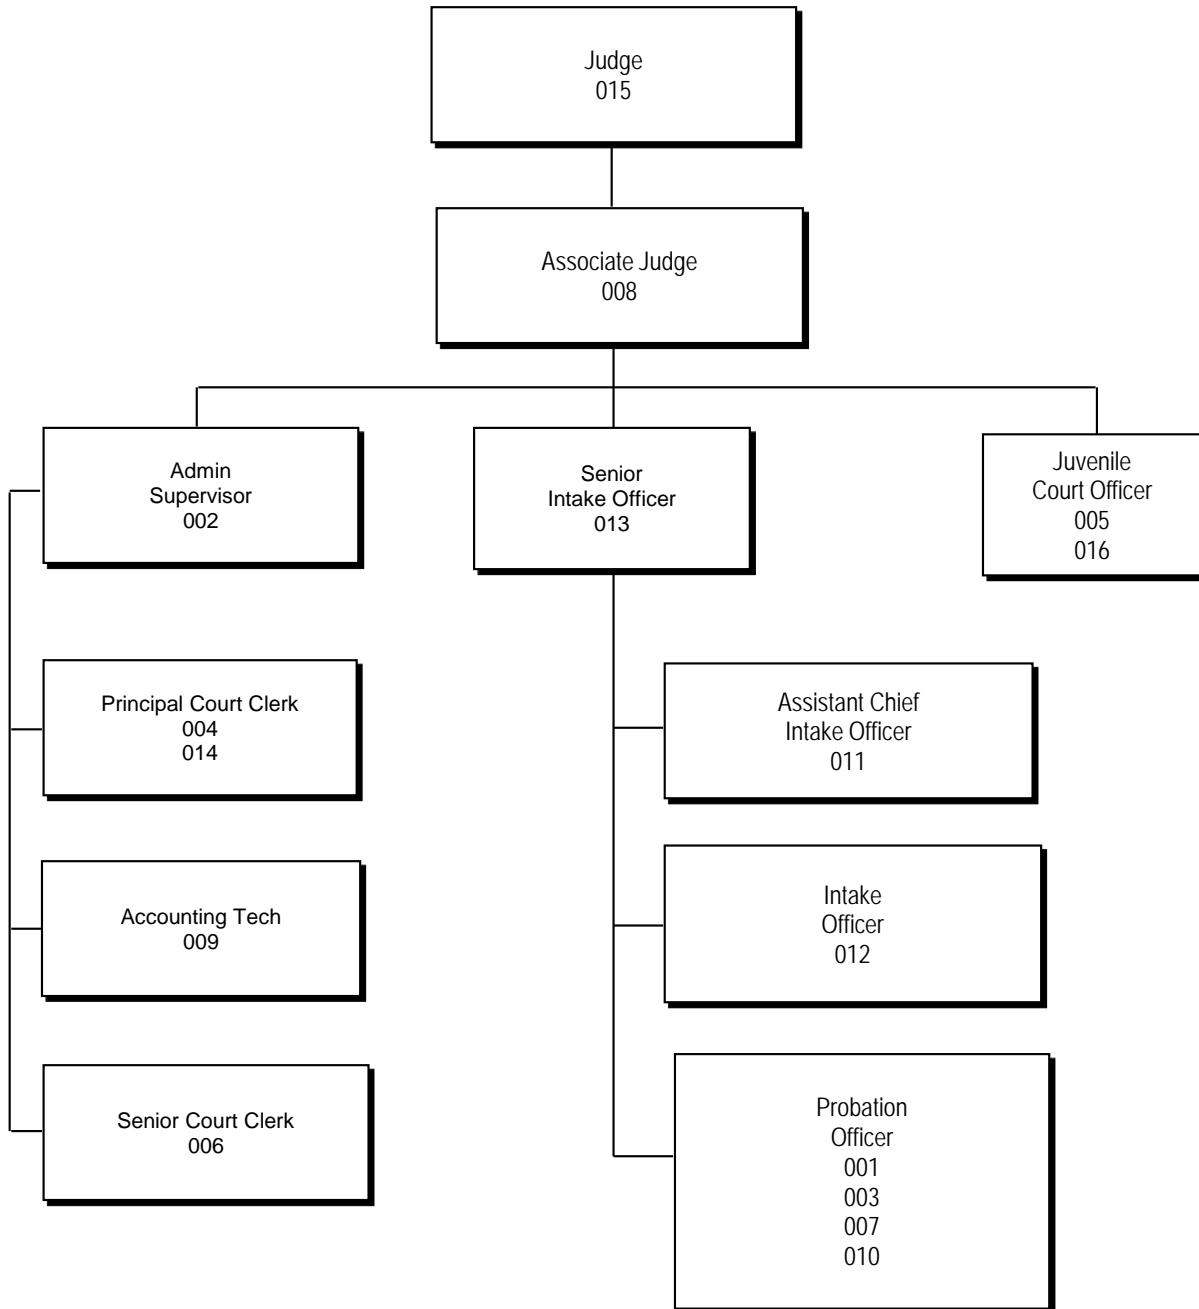 Judge
015
Associate Judge
008
Admin
Supervisor
002
Senior
Intake Officer
013
Juvenile
Court Officer
005
016
Principal Court Clerk
004
014
Assistant Chief
Intake Officer
011
Accounting Tech
009
Intake
Officer
012
Senior Court Clerk
006
Probation
Officer
001
003
007
010